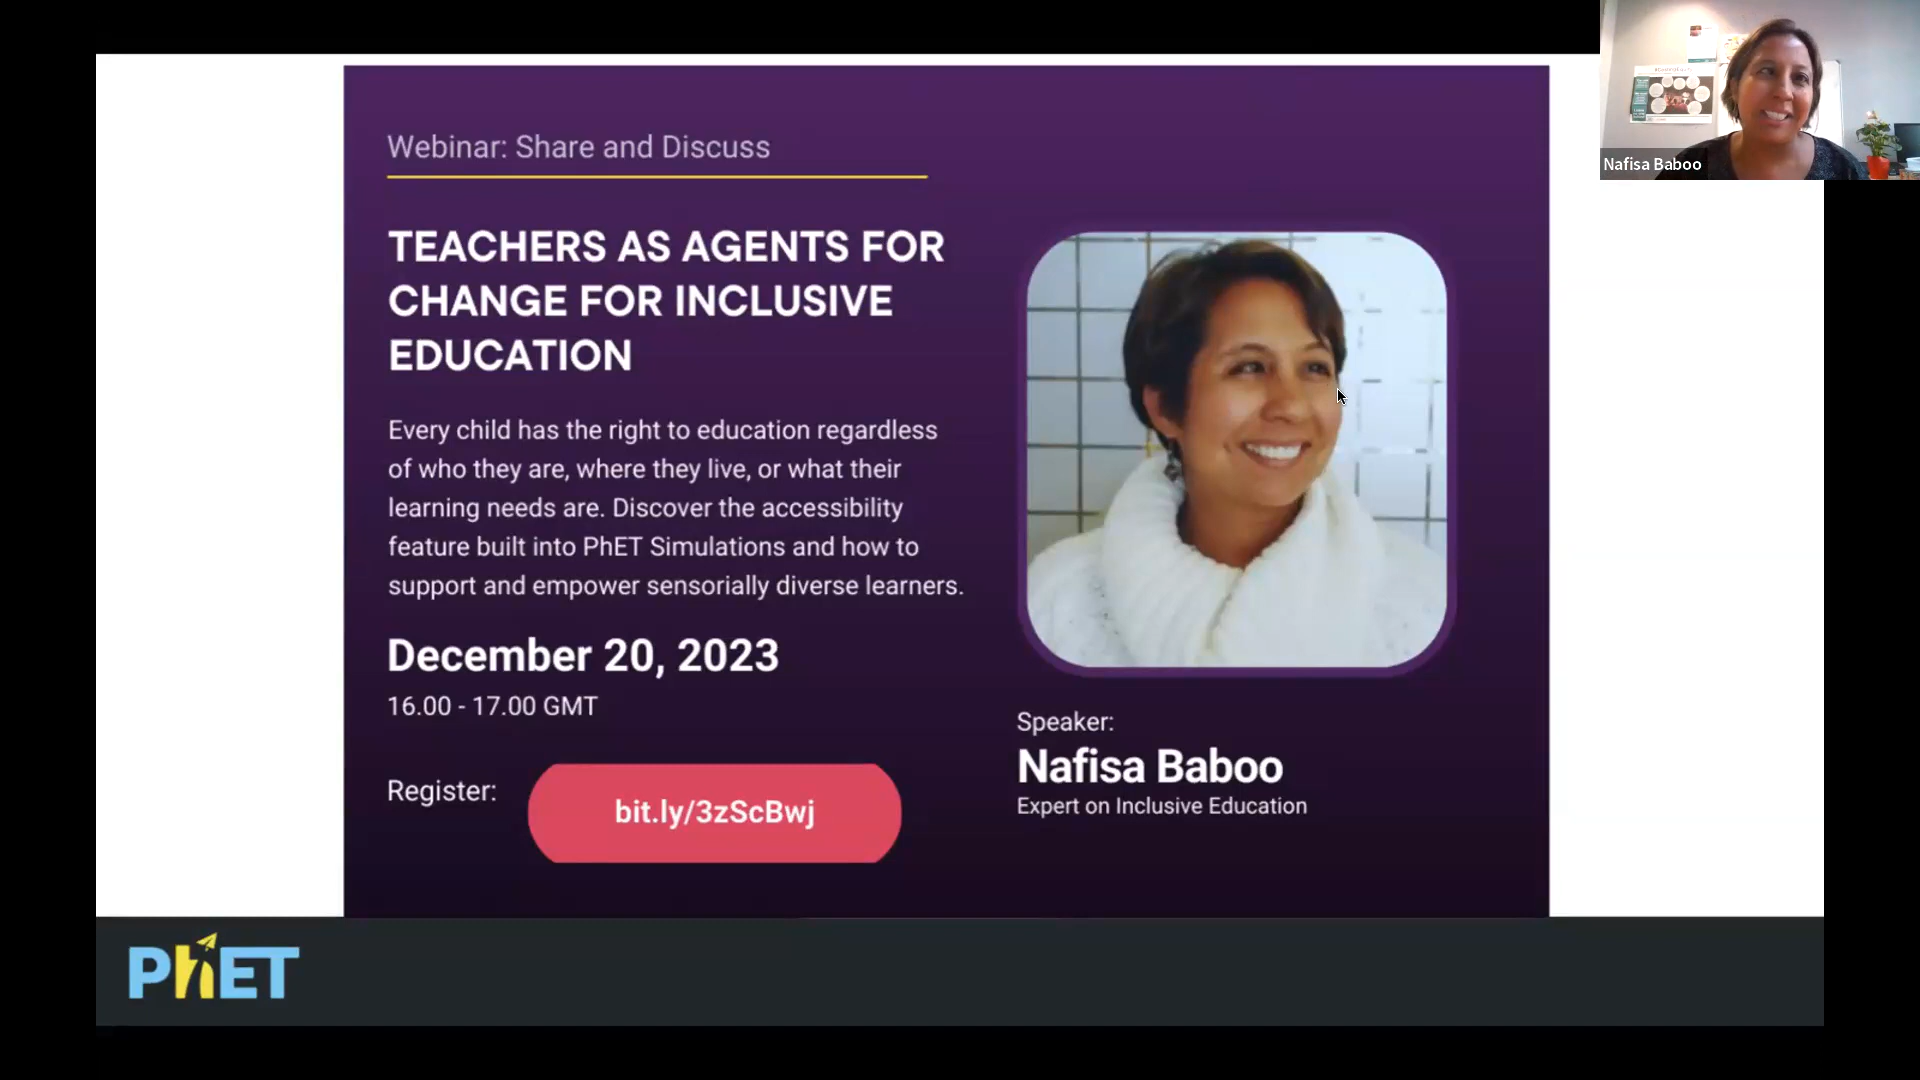 Webinar: Share and Discuss
TEACHERS AS AGENTS FOR
CHANGE FOR INCLUSIVE
EDUCATION
Every child has the right to education regardless
of who they are, where they live, or what their
learning needs are. Discover the accessibility
feature built into PhET Simulations and how to
support and empower sensorially diverse learners.
December 20, 2023
16.00 - 17.00 GMT
Register:
bit.ly/3zScBwj
Speaker:
Nafisa Baboo
Expert on Inclusive Education
Nafisa Baboo
PhET